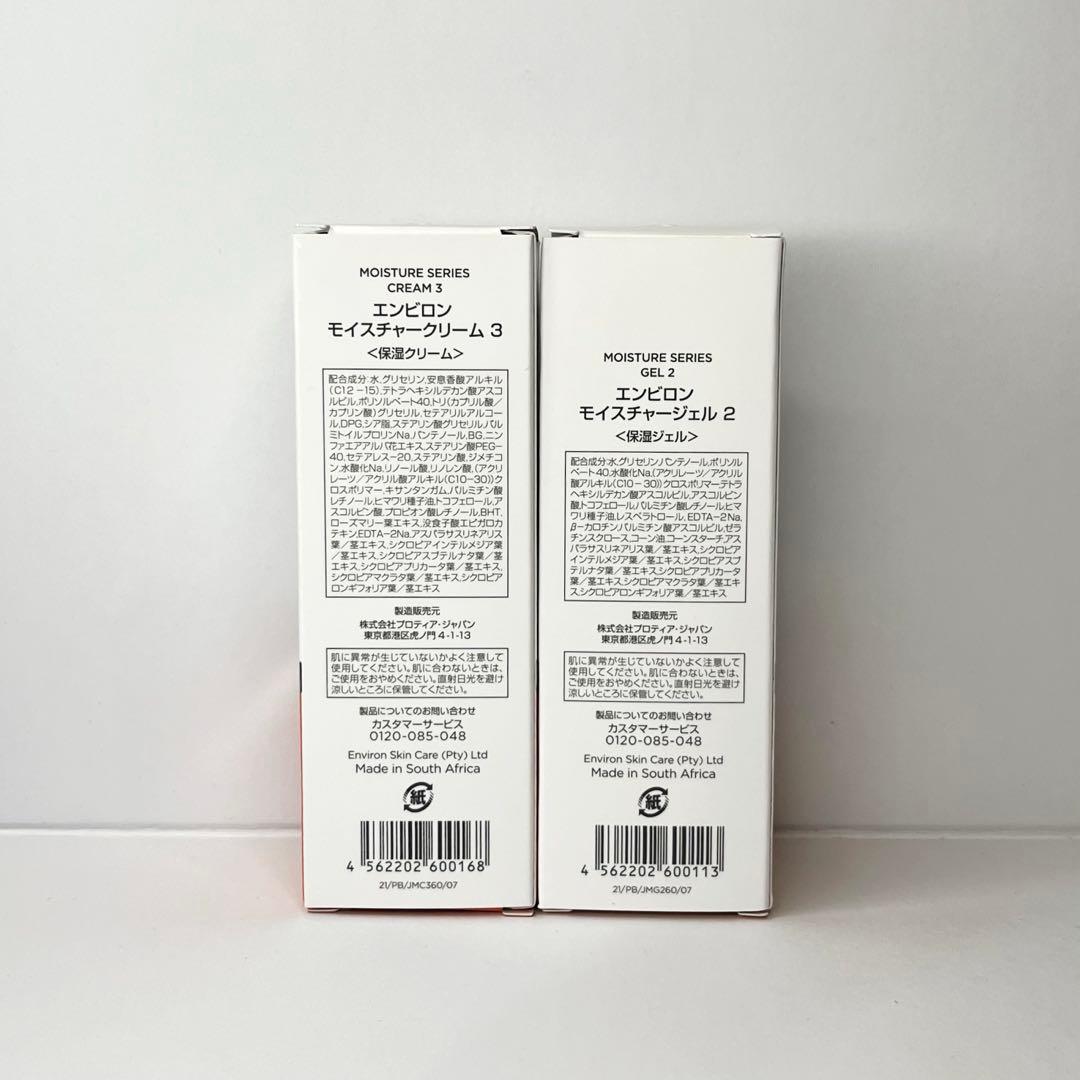 MOISTURE SERIES
CREAM 3
エンビロン
モイスチャークリーム 3
<保湿クリーム>
配合成分:水,グリセリン,安息香酸アルキル
(C12-15),テトラヘキシルデカン酸アスコ
ルビル,ポリソルベート40,トリ(カプリル酸/
カプリン酸)グリセリル,セテアリルアルコー
ル,DPG,シア脂,ステアリン酸グリセリル,パル
ミトイルプロリンNa,パンテノール,BG,ニン
ファエアアルバ花エキス,ステアリン酸PEG-
40,セテアレス-20,ステアリン酸,ジメチコ
ン,水酸化Na,リノール酸,リノレン酸,(アクリ
レーツ/アクリル酸アルキル(C10-30))ク
ロスポリマー,キサンタンガム,パルミチン酸
レチノール,ヒマワリ種子油,トコフェロール,ア
スコルビン酸,プロピオン酸レチノール,BHT,
ローズマリー葉エキス,没食子酸エピガロカ
テキン,EDTA-2Na,アスパラサスリネアリス
葉/茎エキス,シクロピアインテルメジア葉
/茎エキス,シクロピアスブテルナタ葉/茎
エキス,シクロピアプリカータ葉/茎エキス,
シクロピアマクラタ葉/茎エキス,シクロピア
ロンギフォリア葉/茎エキス
製造販売元
株式会社プロティア・ジャパン
東京都港区虎ノ門 4-1-13
肌に異常が生じていないかよく注意して
使用してください。肌に合わないときは、
ご使用をおやめください。直射日光を避け
涼しいところに保管してください。
製品についてのお問い合わせ
カスタマーサービス
0120-085-048
Environ Skin Care (Pty) Ltd
Made in South Africa
紙
4 562202 600168
21/PB/JMC360/07
MOISTURE SERIES
GEL 2
エンビロン
モイスチャージェル 2
<保湿ジェル>
配合成分:水,グリセリン,パンテノール,ポリソル
ベート40,水酸化Na,(アクリレーツ/アクリル
酸アルキル(C10-30))クロスポリマー,テトラ
ヘキシルデカン酸アスコルビル,アスコルビン
酸,トコフェロール,パルミチン酸レチノール,ヒマ
ワリ種子油,レスベラトロール,EDTA-2Na,
β-カロチン,パルミチン酸アスコルビル,ゼラ
チン,スクロース,コーン油,コーンスターチ,アス
パラサスリネアリス葉/茎エキス,シクロピア
インテルメジア葉/茎エキス,シクロピアスブ
テルナタ葉/茎エキス,シクロピアプリカータ葉
/茎エキス,シクロピアマクラタ葉/茎エキ
ス,シクロピアロンギフォリア葉/茎エキス
製造販売元
株式会社プロティア・ジャパン
東京都港区虎ノ門 4-1-13
肌に異常が生じていないかよく注意して
使用してください。肌に合わないときは、
ご使用をおやめください。直射日光を避け
涼しいところに保管してください。
製品についてのお問い合わせ
カスタマーサービス
0120-085-048
Environ Skin Care (Pty) Ltd
Made in South Africa
紙
4 562202 600113
21/PB/JMG260/07